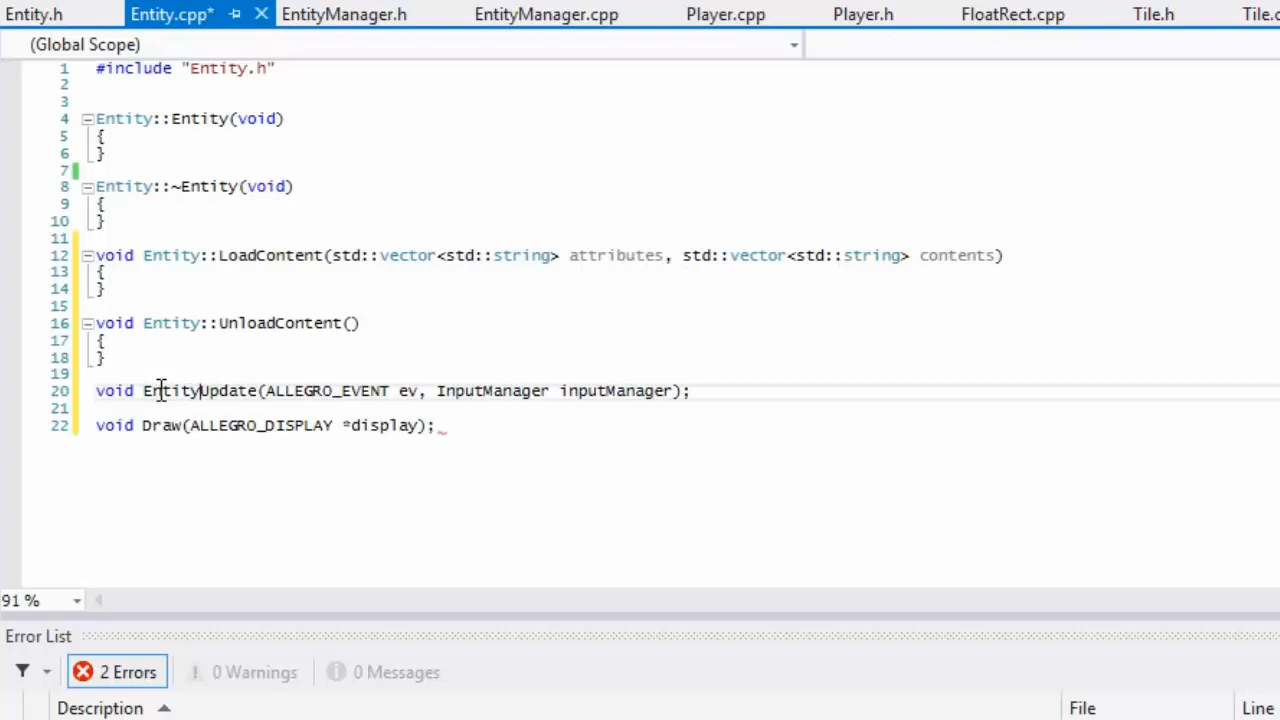 Entity.h Entity.cpp* EntityManager.h EntityManager.cpp Player.cpp Player.h FloatRect.cpp Tile.h Tile.c
(Global Scope)
1 #include "Entity.h"
2
3
4 Entity::Entity(void)
5 {
6 }
7
8 Entity::~Entity(void)
9 {
10 }
11
12 void Entity::LoadContent(std::vector<std::string> attributes, std::vector<std::string> contents)
13 {
14 }
15
16 void Entity::UnloadContent()
17 {
18 }
19
20 void EntityUpdate(ALLEGRO_EVENT ev, InputManager inputManager);
21
22 void Draw(ALLEGRO_DISPLAY *display);
91 %
Error List
2 Errors 0 Warnings 0 Messages
Description File Line